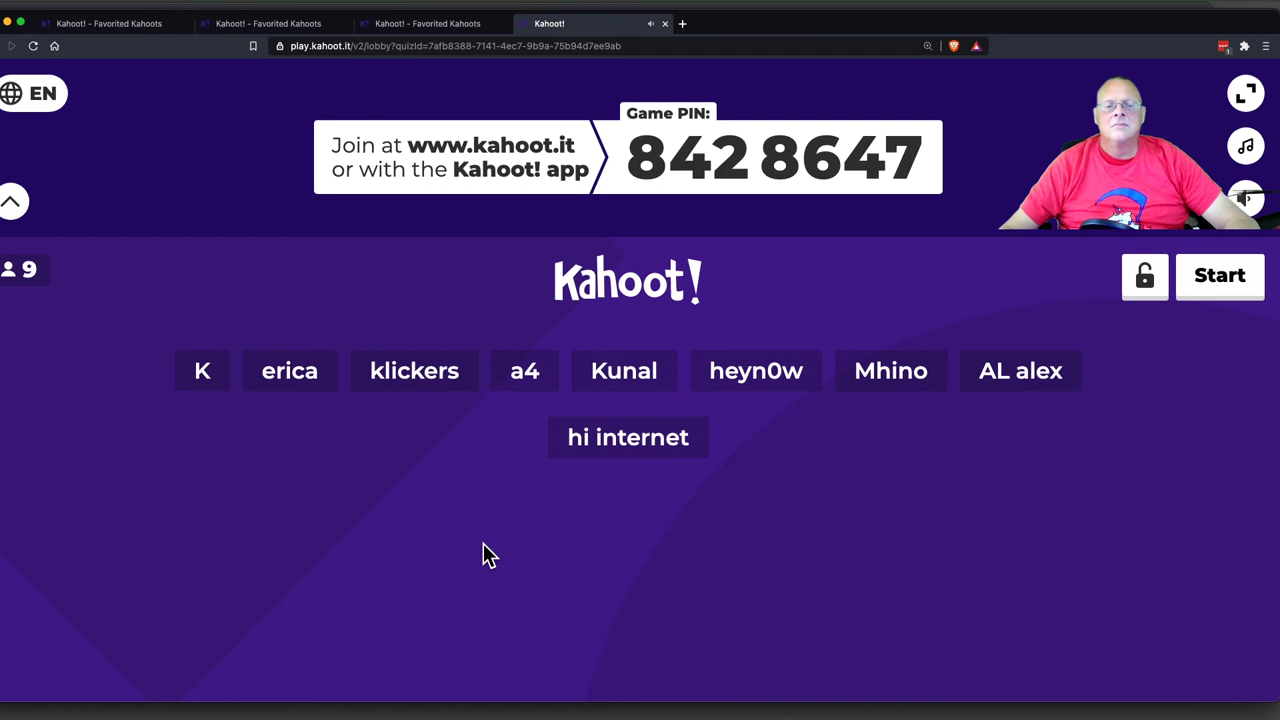 Kahoot! - Favorited Kahoots
Kahoot! - Favorited Kahoots
Kahoot! - Favorited Kahoots
Kahoot!
play.kahoot.it/v2/lobby?quizId=7afb8388-7141-4ec7-9b9a-75b94d7ee9ab
1
EN
Game PIN:
Join at www.kahoot.it
or with the Kahoot! app
842 8647
9
Kahoot!
Start
K erica klickers a4 Kunal heyn0w Mhino AL alex
hi internet